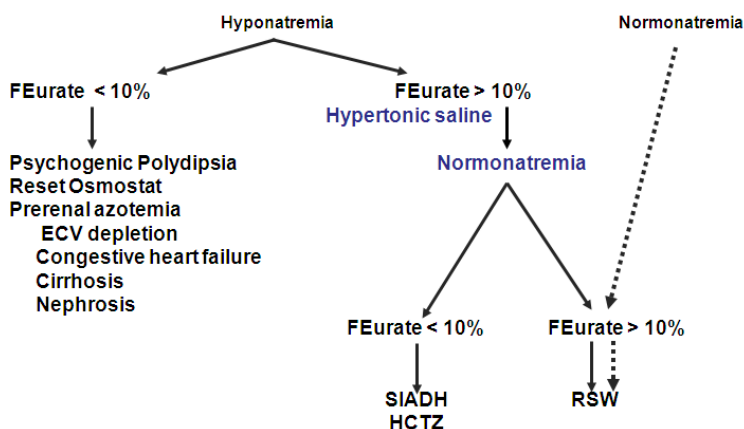 Hyponatremia
Normonatremia
FEurate < 10%
FEurate > 10%
Hypertonic saline
Normonatremia
Psychogenic Polydipsia
Reset Osmostat
Prerenal azotemia
ECV depletion
Congestive heart failure
Cirrhosis
Nephrosis
FEurate < 10%
FEurate > 10%
SIADH
HCTZ
RSW